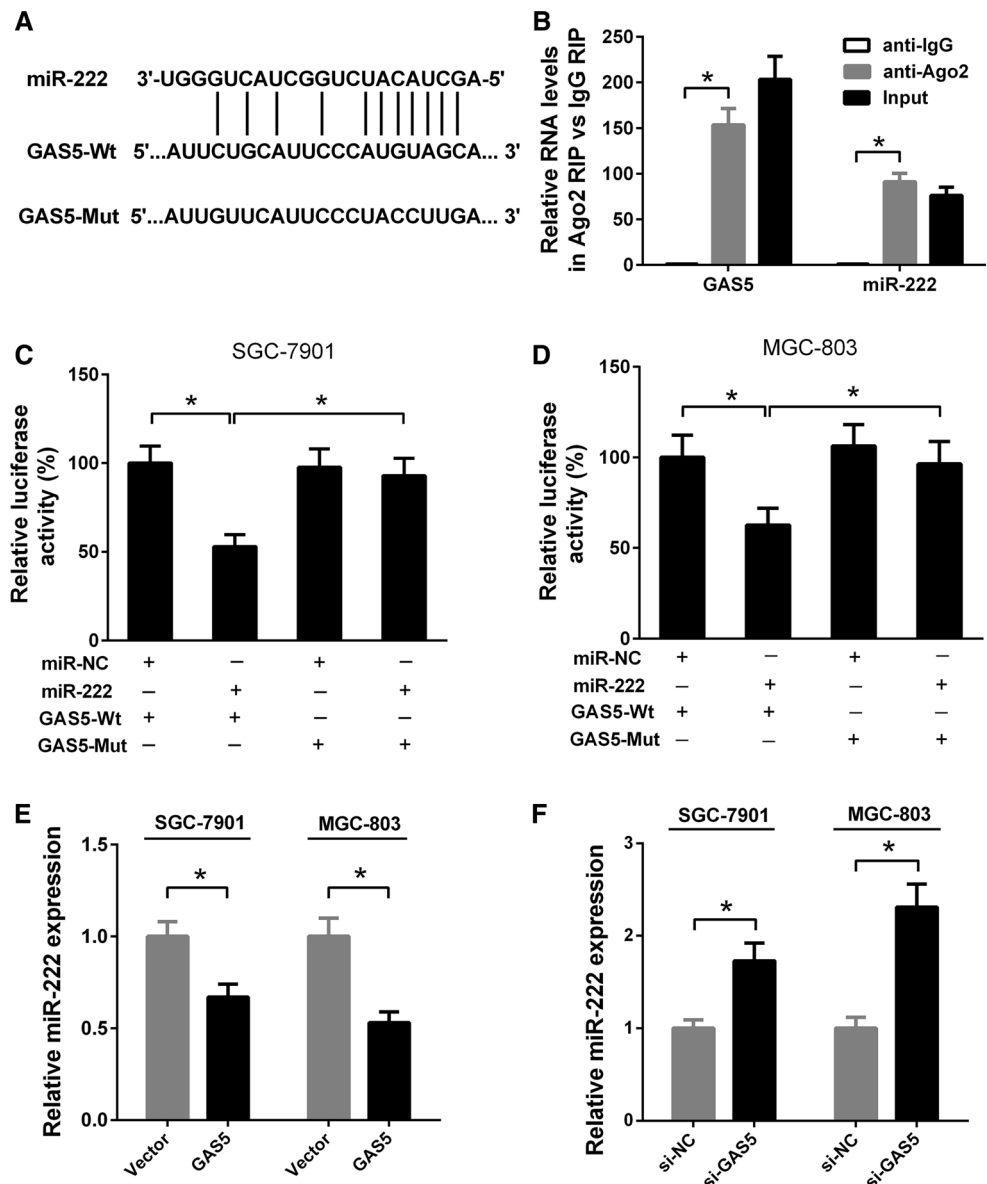 A
miR-222 3'-UGGGUCAUCGGUCUACAUCGA-5'
GAS5-Wt 5'...AUUCUGCAUUCCCAUGUAGCA... 3'
GAS5-Mut 5'...AUUGUUCAUUCCCUACCUUGA... 3'
B
Relative RNA levels
in Ago2 RIP vs IgG RIP
250
200
150
100
50
0
anti-IgG
anti-Ago2
Input
*
*
GAS5 miR-222
C
SGC-7901
Relative luciferase
activity (%)
150
100
50
0
* *
miR-NC + – + –
miR-222 – + – +
GAS5-Wt + + – –
GAS5-Mut – – + +
D
MGC-803
Relative luciferase
activity (%)
150
100
50
0
* *
miR-NC + – + –
miR-222 – + – +
GAS5-Wt + + – –
GAS5-Mut – – + +
E
SGC-7901 MGC-803
Relative miR-222 expression
1.5
1.0
0.5
0.0
* *
Vector GAS5 Vector GAS5
F
SGC-7901 MGC-803
Relative miR-222 expression
3
2
1
0
* *
si-NC si-GAS5 si-NC si-GAS5